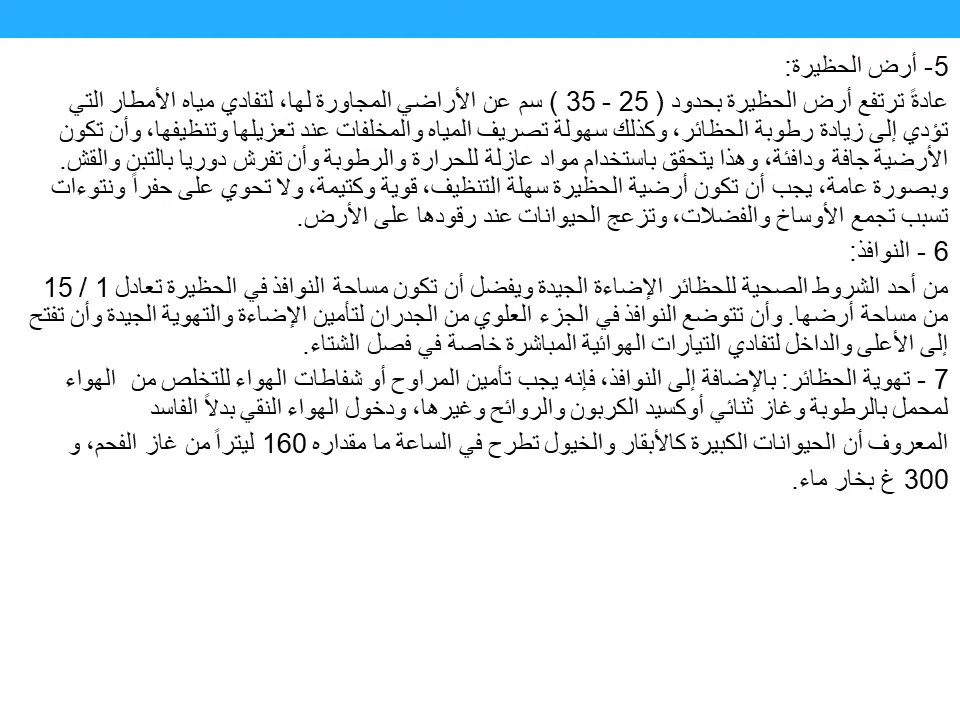 5- أرض الحظيرة:
عادةً ترتفع أرض الحظيرة بحدود ( 25 - 35 ) سم عن الأراضي المجاورة لها، لتفادي مياه الأمطار التي
تؤدي إلى زيادة رطوبة الحظائر، وكذلك سهولة تصريف المياه والمخلفات عند تعزيلها وتنظيفها، وأن تكون
الأرضية جافة ودافئة، وهذا يتحقق باستخدام مواد عازلة للحرارة والرطوبة وأن تفرش دوريا بالتبن والقش.
وبصورة عامة، يجب أن تكون أرضية الحظيرة سهلة التنظيف، قوية وكتيمة، ولا تحوي على حفراً ونتوءات
تسبب تجمع الأوساخ والفضلات، وتزعج الحيوانات عند رقودها على الأرض.
6 - النوافذ:
من أحد الشروط الصحية للحظائر الإضاءة الجيدة ويفضل أن تكون مساحة النوافذ في الحظيرة تعادل 1 / 15
من مساحة أرضها. وأن تتوضع النوافذ في الجزء العلوي من الجدران لتأمين الإضاءة والتهوية الجيدة وأن تفتح
إلى الأعلى والداخل لتفادي التيارات الهوائية المباشرة خاصة في فصل الشتاء.
7 - تهوية الحظائر: بالإضافة إلى النوافذ، فإنه يجب تأمين المراوح أو شفاطات الهواء للتخلص من الهواء
لمحمل بالرطوبة وغاز ثنائي أوكسيد الكربون والروائح وغيرها، ودخول الهواء النقي بدلاً الفاسد
المعروف أن الحيوانات الكبيرة كالأبقار والخيول تطرح في الساعة ما مقداره 160 ليتراً من غاز الفحم، و
300 غ بخار ماء.